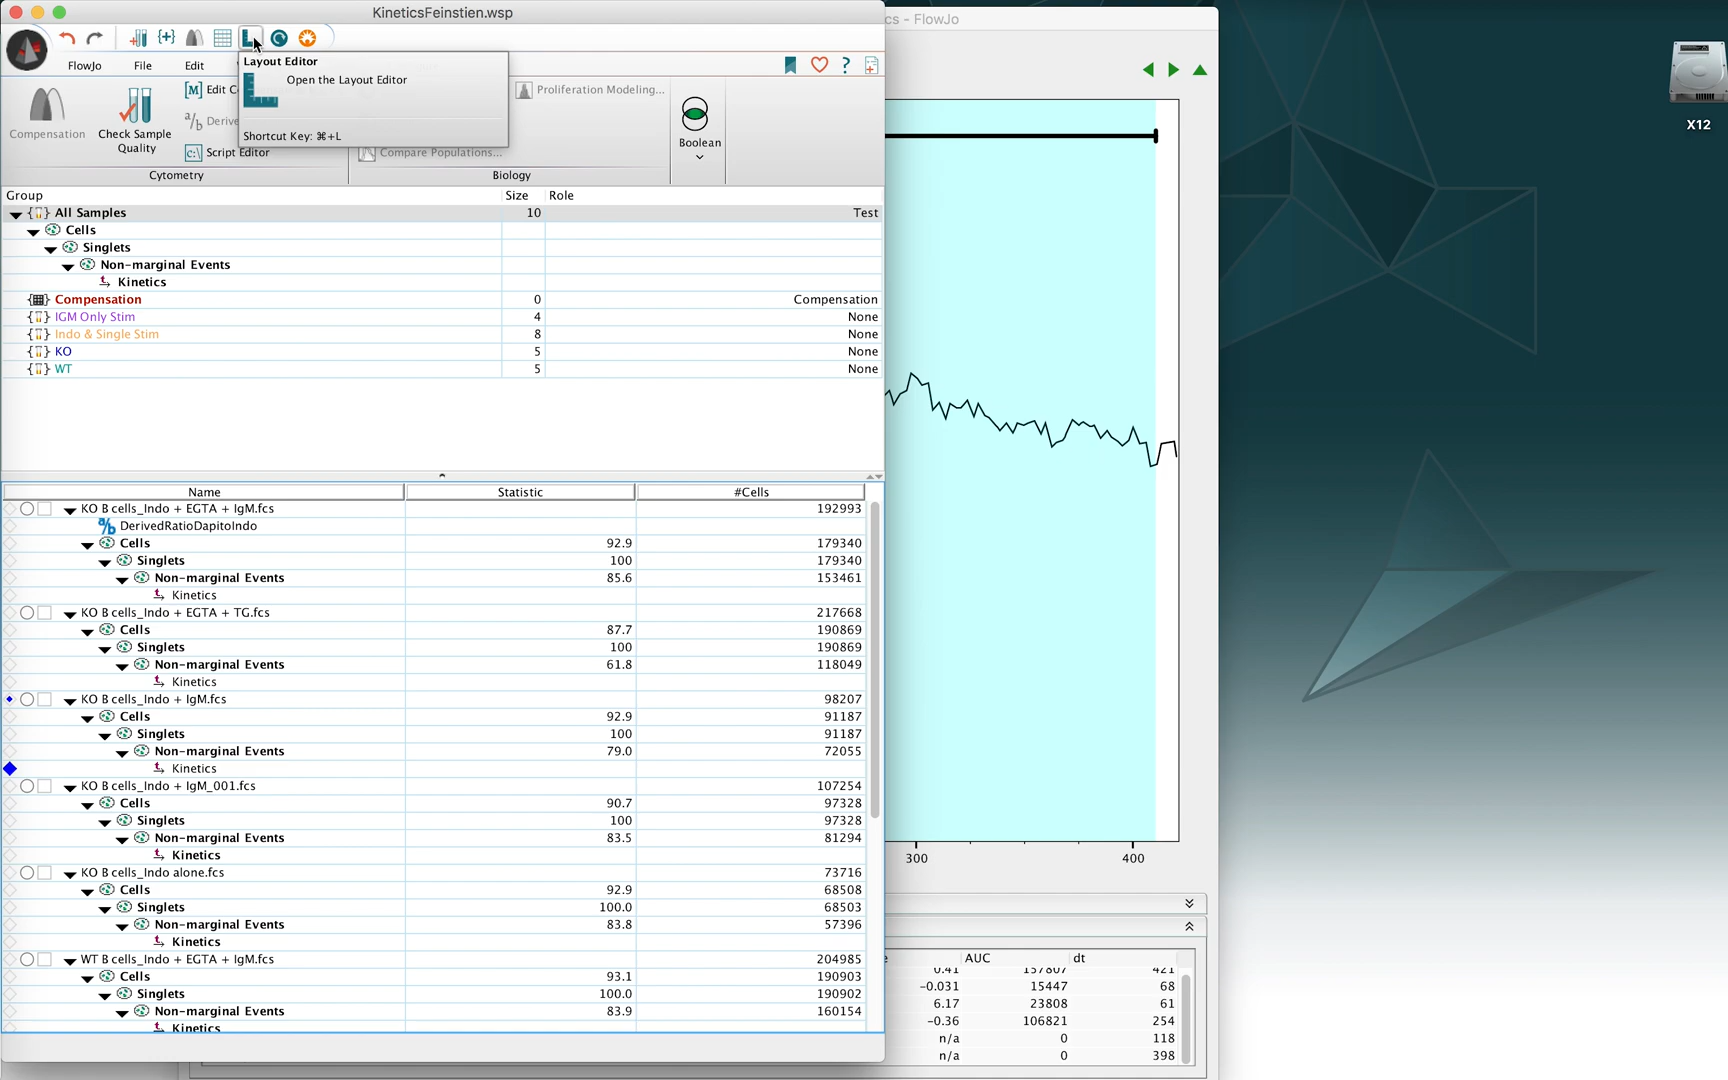 KineticsFeinstien.wsp
cs - FlowJo
FlowJo File Edit
Layout Editor
Open the Layout Editor
Shortcut Key: ⌘+L
Compensation
Check Sample
Quality
[M] Edit Co
a/b Derive
c:\ Script Editor
Cytometry
Proliferation Modeling...
Compare Populations...
Biology
Boolean
X12
Group Size Role
All Samples 10 Test
Cells
Singlets
Non-marginal Events
Kinetics
Compensation 0 Compensation
IGM Only Stim 4 None
Indo & Single Stim 8 None
KO 5 None
WT 5 None
Name Statistic #Cells
KO B cells_Indo + EGTA + IgM.fcs 192993
a/b DerivedRatioDapitoIndo
Cells 92.9 179340
Singlets 100 179340
Non-marginal Events 85.6 153461
Kinetics
KO B cells_Indo + EGTA + TG.fcs 217668
Cells 87.7 190869
Singlets 100 190869
Non-marginal Events 61.8 118049
Kinetics
KO B cells_Indo + IgM.fcs 98207
Cells 92.9 91187
Singlets 100 91187
Non-marginal Events 79.0 72055
Kinetics
KO B cells_Indo + IgM_001.fcs 107254
Cells 90.7 97328
Singlets 100 97328
Non-marginal Events 83.5 81294
Kinetics
KO B cells_Indo alone.fcs 73716
Cells 92.9 68508
Singlets 100.0 68503
Non-marginal Events 83.8 57396
Kinetics
WT B cells_Indo + EGTA + IgM.fcs 204985
Cells 93.1 190903
Singlets 100.0 190902
Non-marginal Events 83.9 160154
Kinetics
300 400
e AUC dt
0.41 157807 421
-0.031 15447 68
6.17 23808 61
-0.36 106821 254
n/a 0 118
n/a 0 398